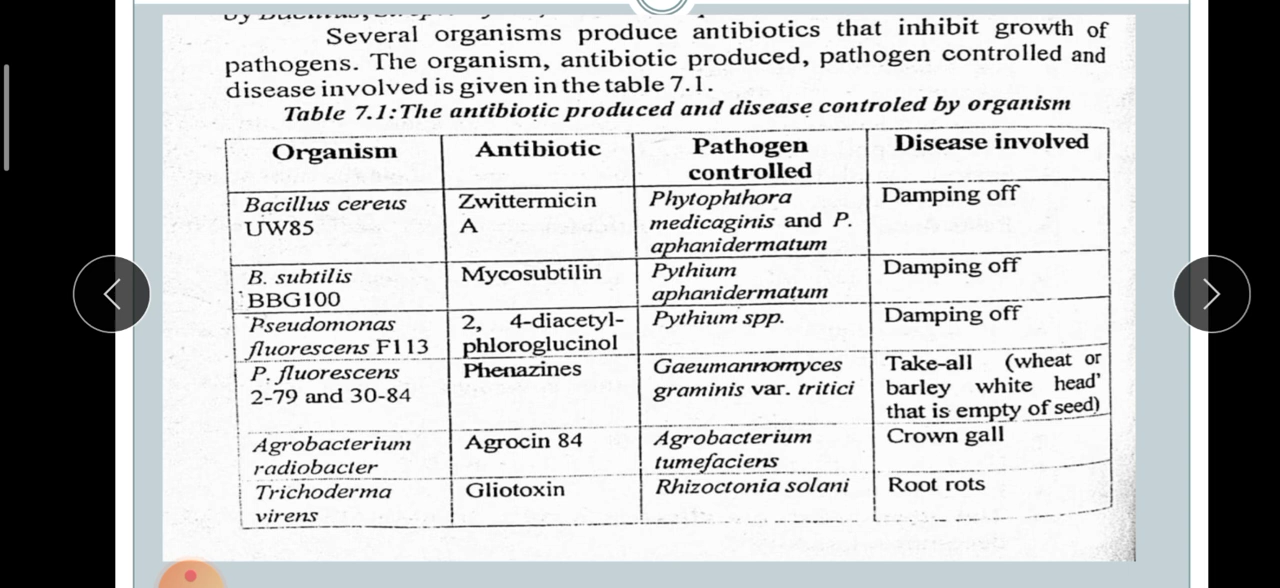 Several organisms produce antibiotics that inhibit growth of
pathogens. The organism, antibiotic produced, pathogen controlled and
disease involved is given in the table 7.1.
Table 7.1:The antibiotic produced and disease controled by organism
Organism Antibiotic Pathogen controlled Disease involved
Bacillus cereus UW85 Zwittermicin A Phytophthora medicaginis and P. aphanidermatum Damping off
B. subtilis BBG100 Mycosubtilin Pythium aphanidermatum Damping off
Pseudomonas fluorescens F113 2, 4-diacetyl-phloroglucinol Pythium spp. Damping off
P. fluorescens 2-79 and 30-84 Phenazines Gaeumannomyces graminis var. tritici Take-all (wheat or barley white head' that is empty of seed)
Agrobacterium radiobacter Agrocin 84 Agrobacterium tumefaciens Crown gall
Trichoderma virens Gliotoxin Rhizoctonia solani Root rots